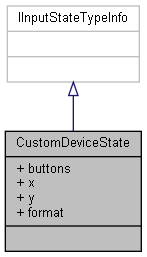 IInputStateTypeInfo
CustomDeviceState
+ buttons
+ x
+ y
+ format